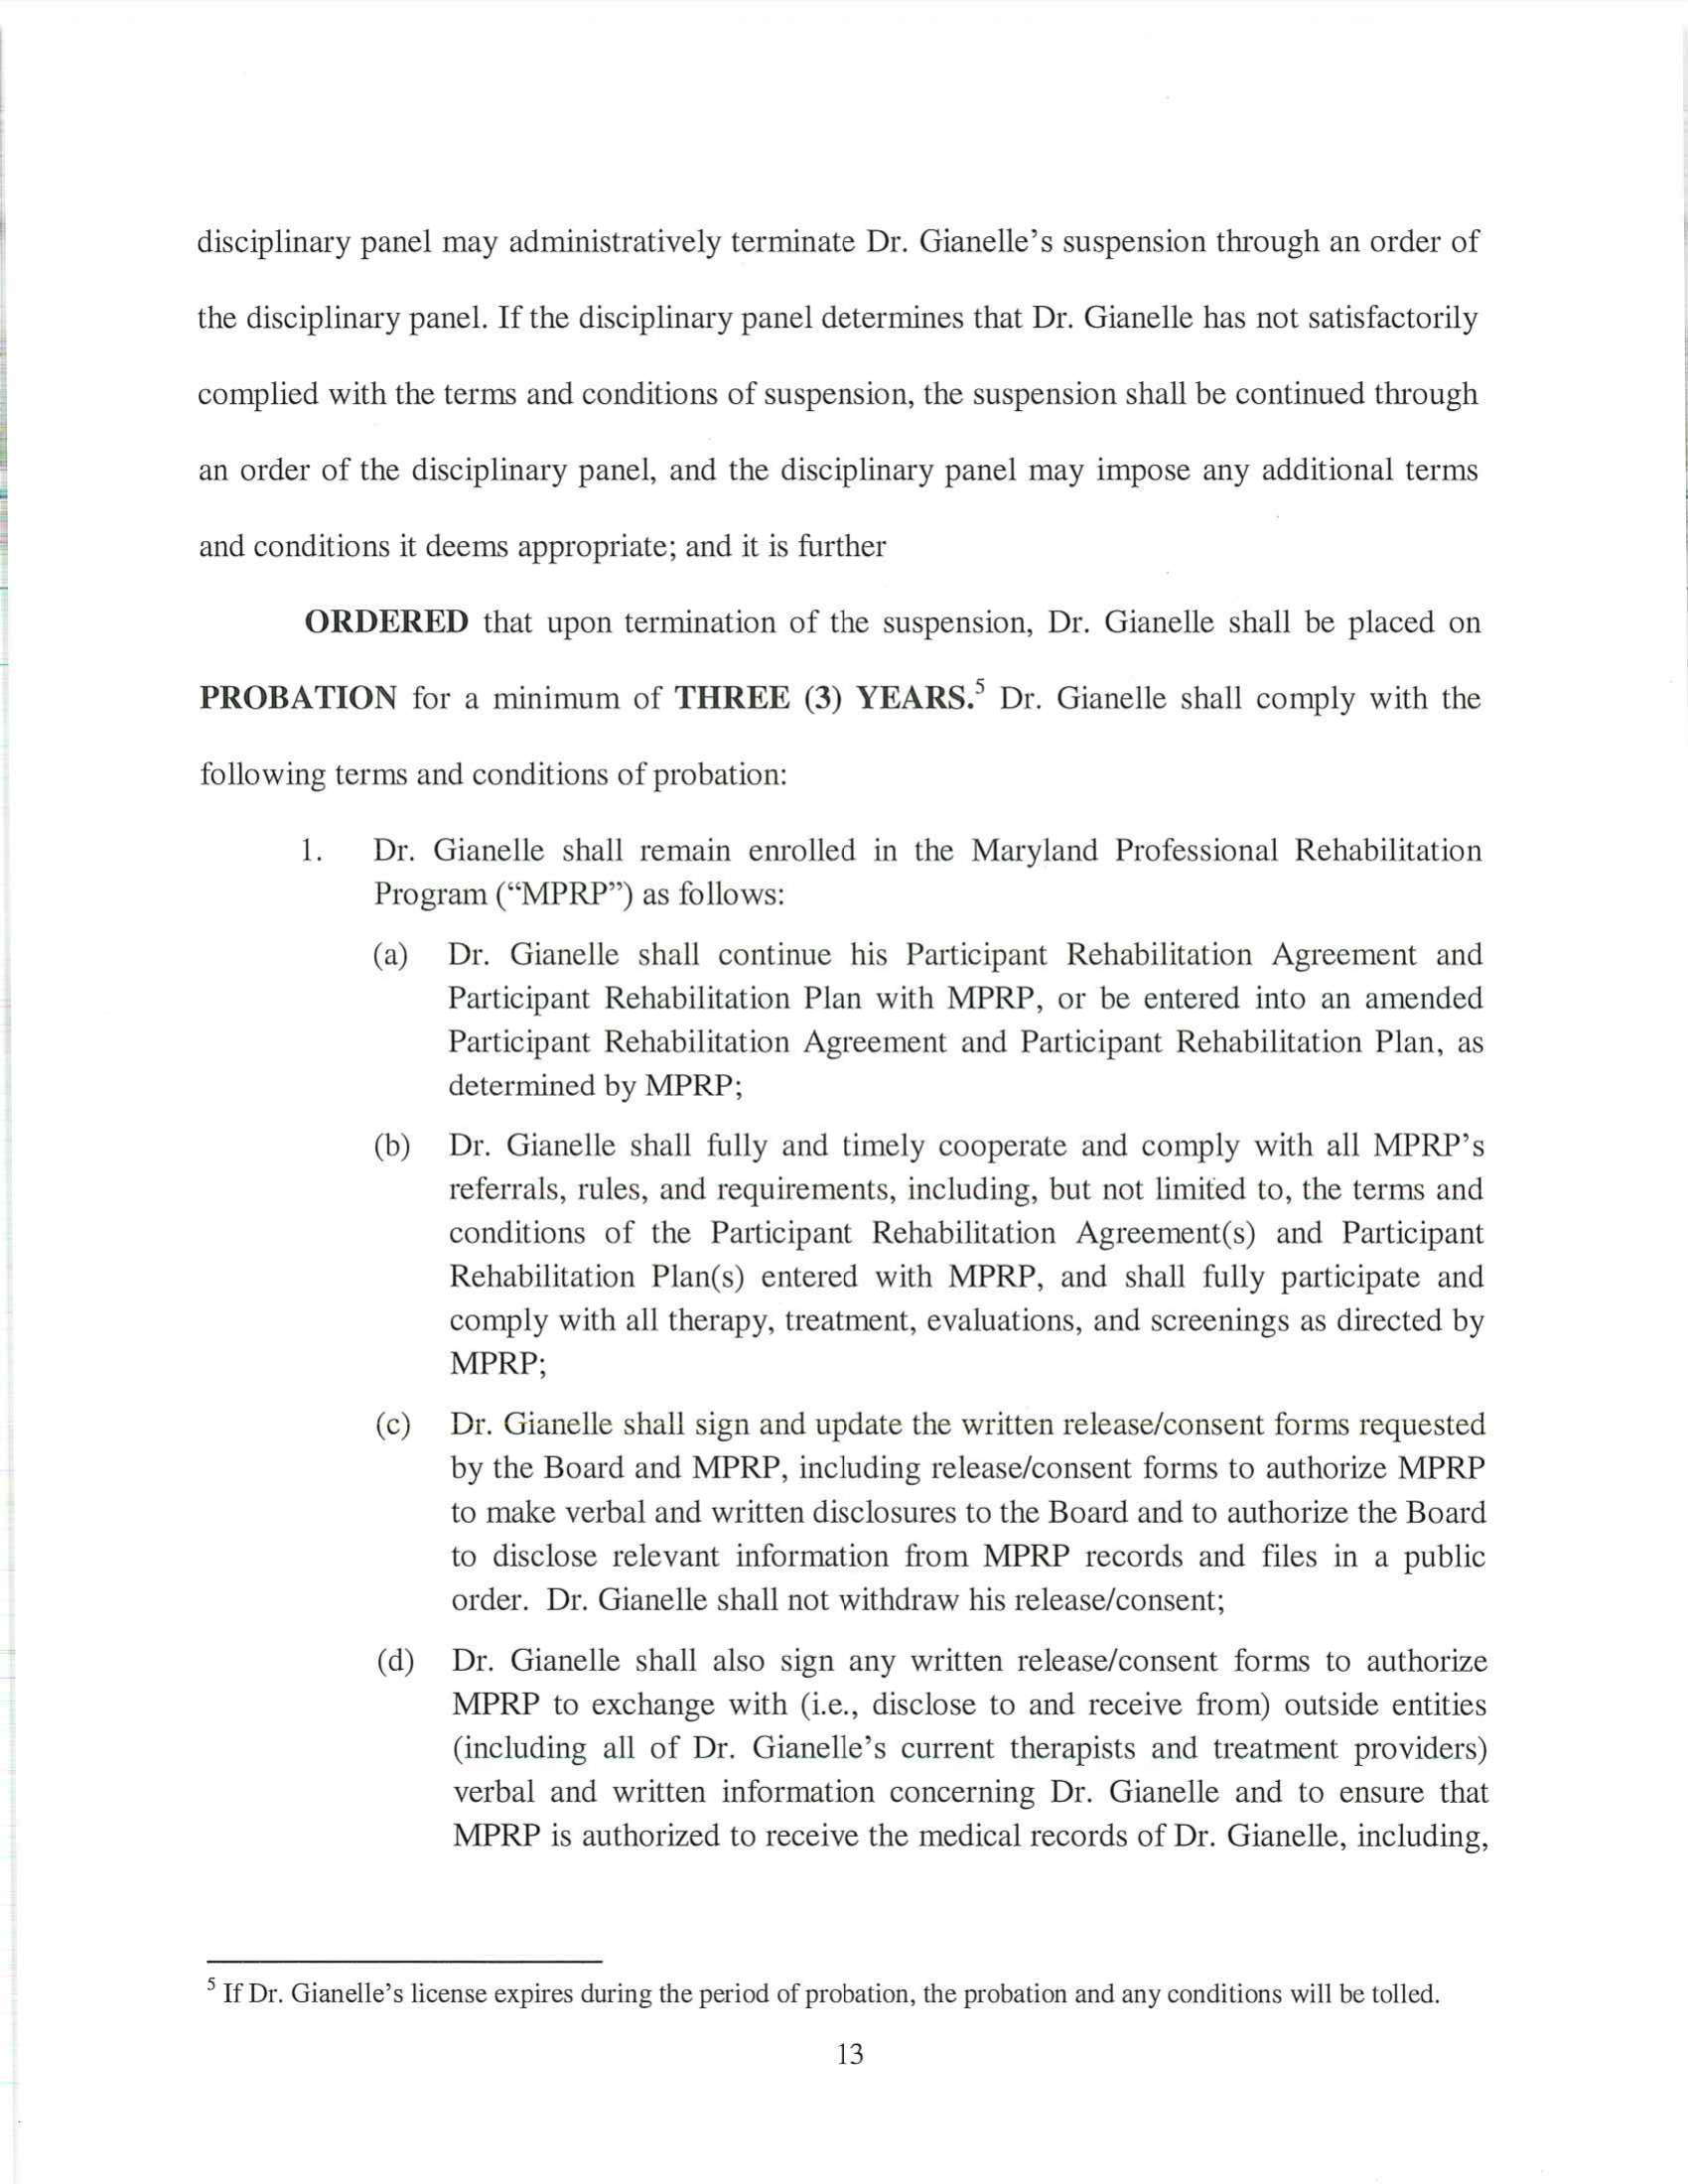 disciplinary panel may administratively terminate Dr. Gianelle’s suspension through an order of
the disciplinary panel. If the disciplinary panel determines that Dr. Gianelle has not satisfactorily
complied with the terms and conditions of suspension, the suspension shall be continued through
an order of the disciplinary panel, and the disciplinary panel may impose any additional terms
and conditions it deems appropriate; and it is further
ORDERED that upon termination of the suspension, Dr. Gianelle shall be placed on
PROBATION for a minimum of THREE (3) YEARS.⁵ Dr. Gianelle shall comply with the
following terms and conditions of probation:
1. Dr. Gianelle shall remain enrolled in the Maryland Professional Rehabilitation
Program (“MPRP”) as follows:
(a) Dr. Gianelle shall continue his Participant Rehabilitation Agreement and
Participant Rehabilitation Plan with MPRP, or be entered into an amended
Participant Rehabilitation Agreement and Participant Rehabilitation Plan, as
determined by MPRP;
(b) Dr. Gianelle shall fully and timely cooperate and comply with all MPRP’s
referrals, rules, and requirements, including, but not limited to, the terms and
conditions of the Participant Rehabilitation Agreement(s) and Participant
Rehabilitation Plan(s) entered with MPRP, and shall fully participate and
comply with all therapy, treatment, evaluations, and screenings as directed by
MPRP;
(c) Dr. Gianelle shall sign and update the written release/consent forms requested
by the Board and MPRP, including release/consent forms to authorize MPRP
to make verbal and written disclosures to the Board and to authorize the Board
to disclose relevant information from MPRP records and files in a public
order. Dr. Gianelle shall not withdraw his release/consent;
(d) Dr. Gianelle shall also sign any written release/consent forms to authorize
MPRP to exchange with (i.e., disclose to and receive from) outside entities
(including all of Dr. Gianelle’s current therapists and treatment providers)
verbal and written information concerning Dr. Gianelle and to ensure that
MPRP is authorized to receive the medical records of Dr. Gianelle, including,
⁵ If Dr. Gianelle’s license expires during the period of probation, the probation and any conditions will be tolled.
13